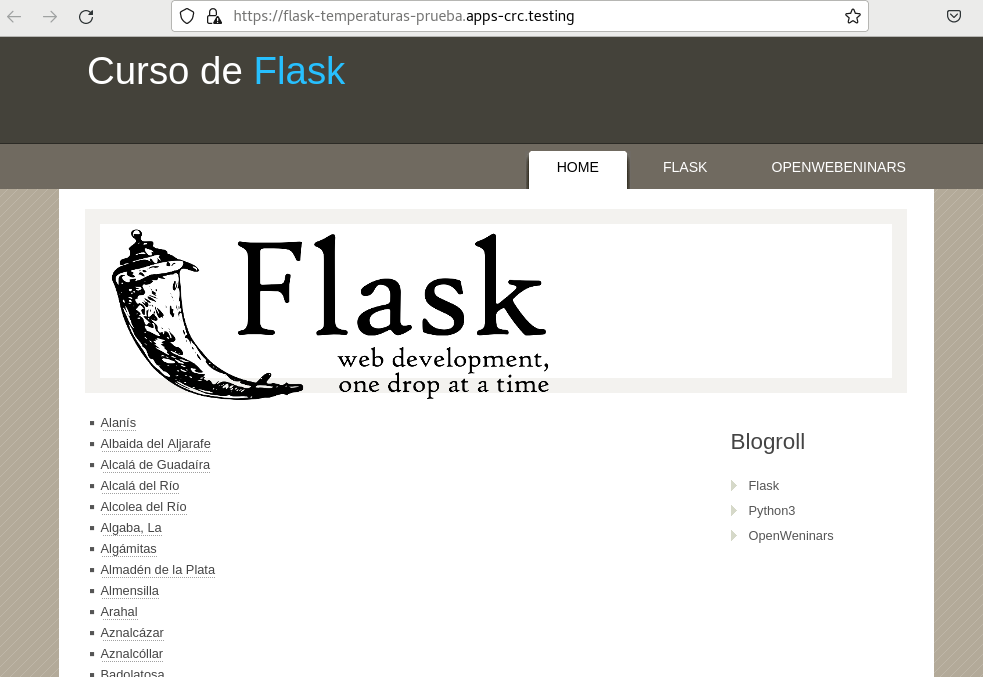 https://flask-temperaturas-prueba.apps-crc.testing
Curso de Flask
HOME FLASK OPENWEBENINARS
Flask
web development,
one drop at a time
Alanís
Albaida del Aljarafe
Alcalá de Guadaíra
Alcalá del Río
Alcolea del Río
Algaba, La
Algámitas
Almadén de la Plata
Almensilla
Arahal
Aznalcázar
Aznalcóllar
Badolatosa
Blogroll
Flask
Python3
OpenWeninars